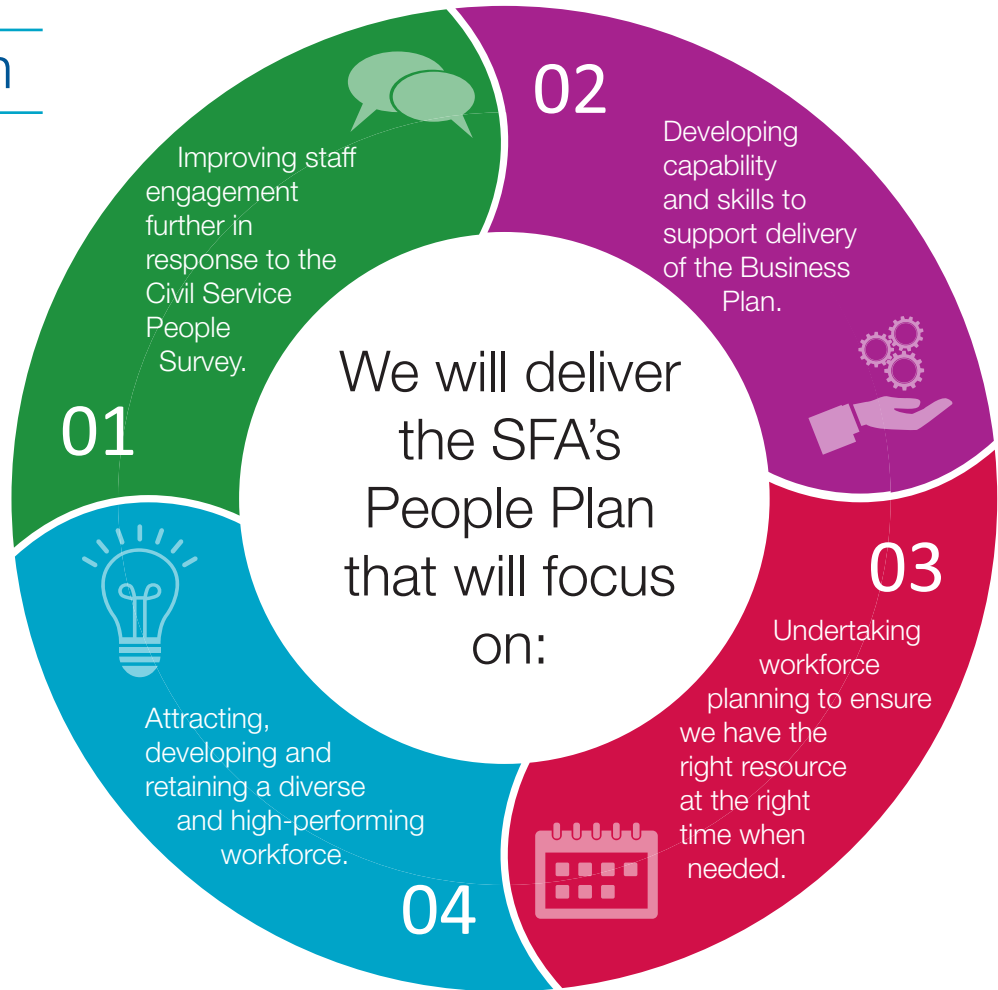 01
Improving staff
engagement
further in
response to the
Civil Service
People
Survey.
02
Developing
capability
and skills to
support delivery
of the Business
Plan.
We will deliver
the SFA's
People Plan
that will focus
on:
03
Undertaking
workforce
planning to ensure
we have the
right resource
at the right
time when
needed.
04
Attracting,
developing and
retaining a diverse
and high-performing
workforce.